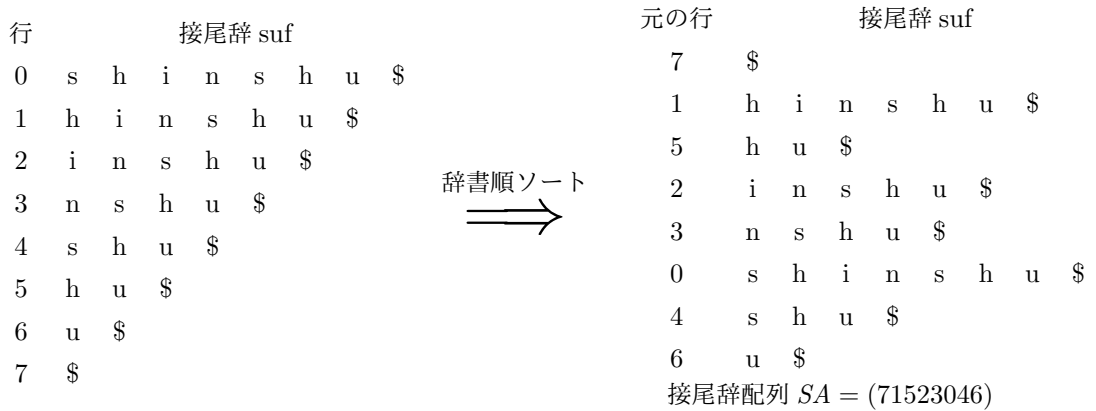 行 接尾辞 suf
0 s h i n s h u $
1 h i n s h u $
2 i n s h u $
3 n s h u $
4 s h u $
5 h u $
6 u $
7 $
辞書順ソート
⟹
元の行 接尾辞 suf
7 $
1 h i n s h u $
5 h u $
2 i n s h u $
3 n s h u $
0 s h i n s h u $
4 s h u $
6 u $
接尾辞配列 SA = (71523046)